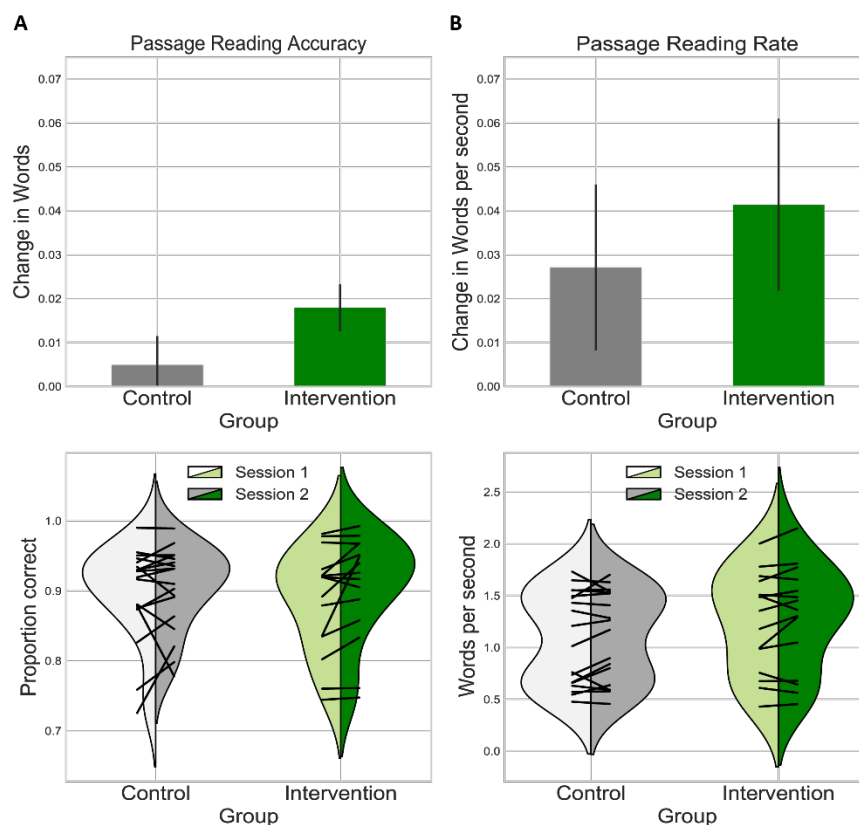 A
Passage Reading Accuracy
Change in Words
0.07
0.06
0.05
0.04
0.03
0.02
0.01
0.00
Control Intervention
Group
B
Passage Reading Rate
Change in Words per second
0.07
0.06
0.05
0.04
0.03
0.02
0.01
0.00
Control Intervention
Group
Session 1
Session 2
Proportion correct
1.0
0.9
0.8
0.7
Control Intervention
Group
Session 1
Session 2
Words per second
2.5
2.0
1.5
1.0
0.5
0.0
Control Intervention
Group